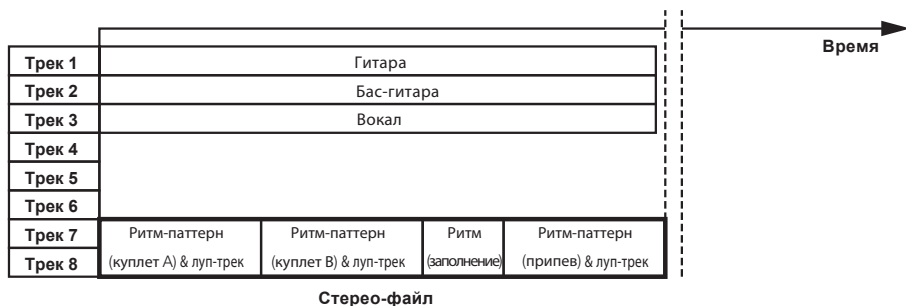 Время
Трек 1 Гитара
Трек 2 Бас-гитара
Трек 3 Вокал
Трек 4
Трек 5
Трек 6
Трек 7 Ритм-паттерн Ритм-паттерн Ритм Ритм-паттерн
Трек 8 (куплет А) & луп-трек (куплет В) & луп-трек (заполнение) (припев) & луп-трек
Стерео-файл